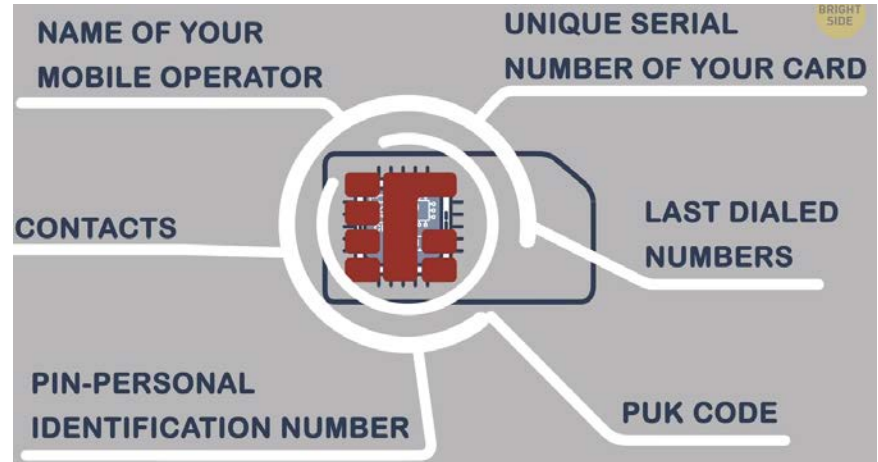 NAME OF YOUR
MOBILE OPERATOR
UNIQUE SERIAL
NUMBER OF YOUR CARD
BRIGHT
SIDE
CONTACTS
LAST DIALED
NUMBERS
PIN-PERSONAL
IDENTIFICATION NUMBER
PUK CODE